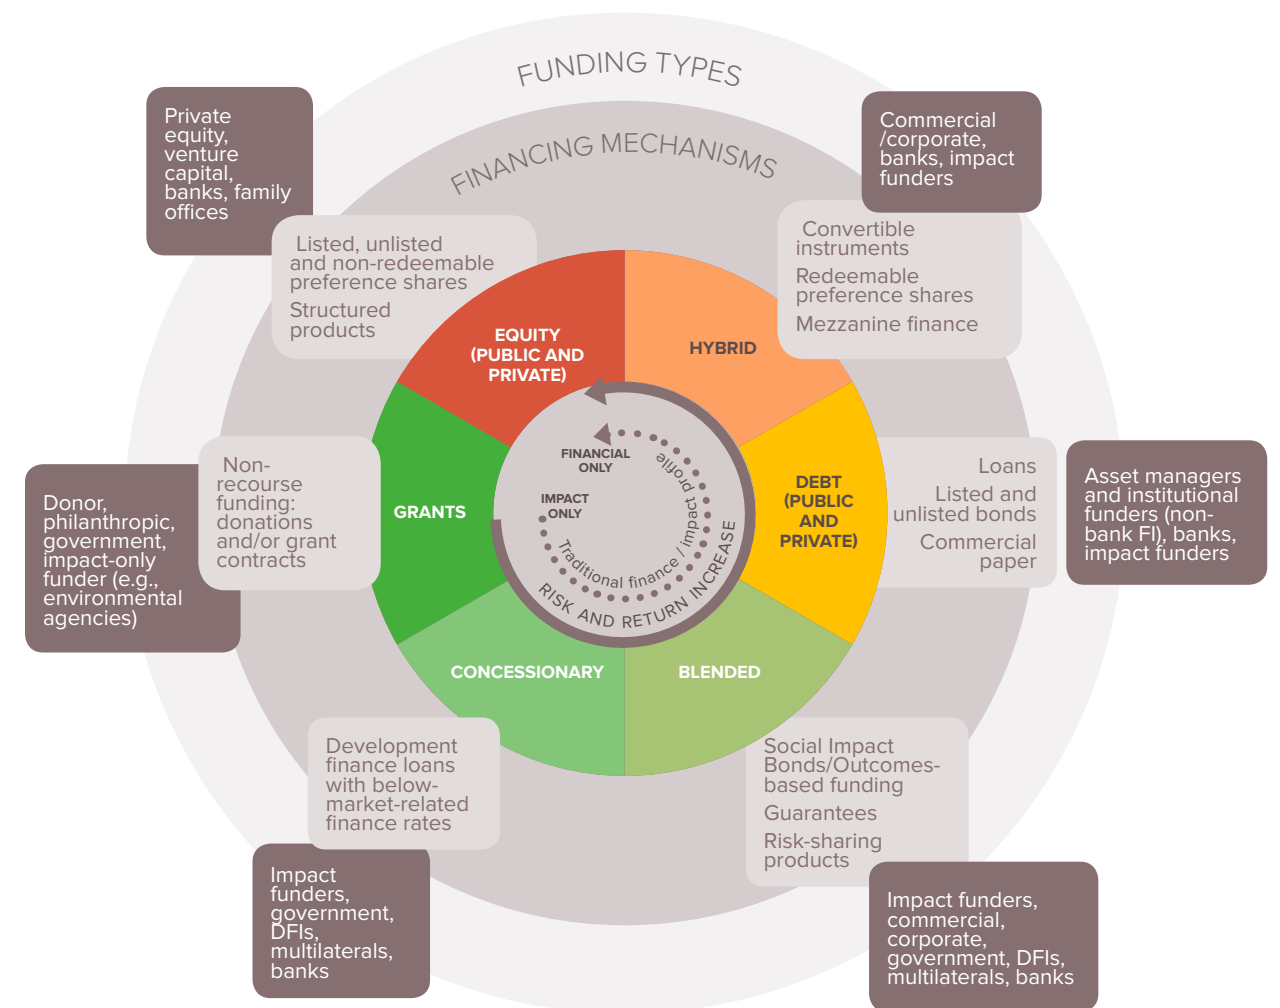 FUNDING TYPES
FINANCING MECHANISMS
Private
equity,
venture
capital,
banks, family
offices
Commercial
/corporate,
banks, impact
funders
Listed, unlisted
and non-redeemable
preference shares
Structured
products
Convertible
instruments
Redeemable
preference shares
Mezzanine finance
EQUITY
(PUBLIC AND
PRIVATE)
HYBRID
FINANCIAL
ONLY
IMPACT
ONLY
Traditional finance / impact profile
RISK AND RETURN INCREASE
GRANTS
DEBT
(PUBLIC
AND
PRIVATE)
Non-
recourse
funding:
donations
and/or grant
contracts
Donor,
philanthropic,
government,
impact-only
funder (e.g.,
environmental
agencies)
Loans
Listed and
unlisted bonds
Commercial
paper
Asset managers
and institutional
funders (non-
bank FI), banks,
impact funders
CONCESSIONARY
BLENDED
Development
finance loans
with below-
market-related
finance rates
Social Impact
Bonds/Outcomes-
based funding
Guarantees
Risk-sharing
products
Impact
funders,
government,
DFIs,
multilaterals,
banks
Impact funders,
commercial,
corporate,
government, DFIs,
multilaterals, banks